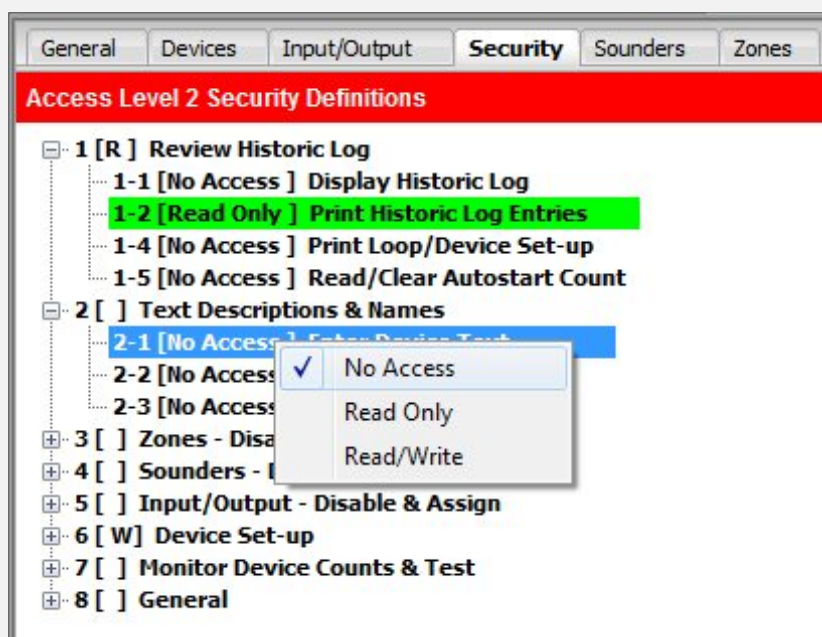 General Devices Input/Output Security Sounders Zones
Access Level 2 Security Definitions
1 [R ] Review Historic Log
1-1 [No Access ] Display Historic Log
1-2 [Read Only ] Print Historic Log Entries
1-4 [No Access ] Print Loop/Device Set-up
1-5 [No Access ] Read/Clear Autostart Count
2 [ ] Text Descriptions & Names
2-1 [No Access ] Enter Device Text
No Access
2-2 [No Access
Read Only
2-3 [No Access
3 [ ] Zones -
Read/Write
4 [ ] Sounders -
5 [ ] Input/Output - Disable & Assign
6 [ W] Device Set-up
7 [ ] Monitor Device Counts & Test
8 [ ] General